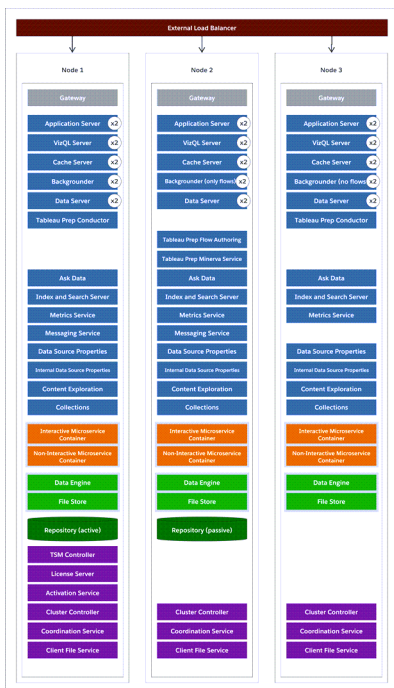 External Load Balancer
Node 1
Gateway
Application Server x2
VizQL Server x2
Cache Server x2
Backgrounder x2
Data Server x2
Tableau Prep Conductor
Ask Data
Index and Search Server
Metrics Service
Messaging Service
Data Source Properties
Internal Data Source Properties
Content Exploration
Collections
Interactive Microservice
Container
Non-Interactive Microservice
Container
Data Engine
File Store
Repository (active)
TSM Controller
License Server
Activation Service
Cluster Controller
Coordination Service
Client File Service
Node 2
Gateway
Application Server x2
VizQL Server x2
Cache Server x2
Backgrounder (only flows) x2
Data Server x2
Tableau Prep Flow Authoring
Tableau Prep Minerva Service
Ask Data
Index and Search Server
Metrics Service
Messaging Service
Data Source Properties
Internal Data Source Properties
Content Exploration
Collections
Interactive Microservice
Container
Non-Interactive Microservice
Container
Data Engine
File Store
Repository (passive)
Cluster Controller
Coordination Service
Client File Service
Node 3
Gateway
Application Server x2
VizQL Server x2
Cache Server x2
Backgrounder (no flows x2
Data Server x2
Tableau Prep Conductor
Ask Data
Index and Search Server
Metrics Service
Data Source Properties
Internal Data Source Properties
Content Exploration
Collections
Interactive Microservice
Container
Non-Interactive Microservice
Container
Data Engine
File Store
Cluster Controller
Coordination Service
Client File Service